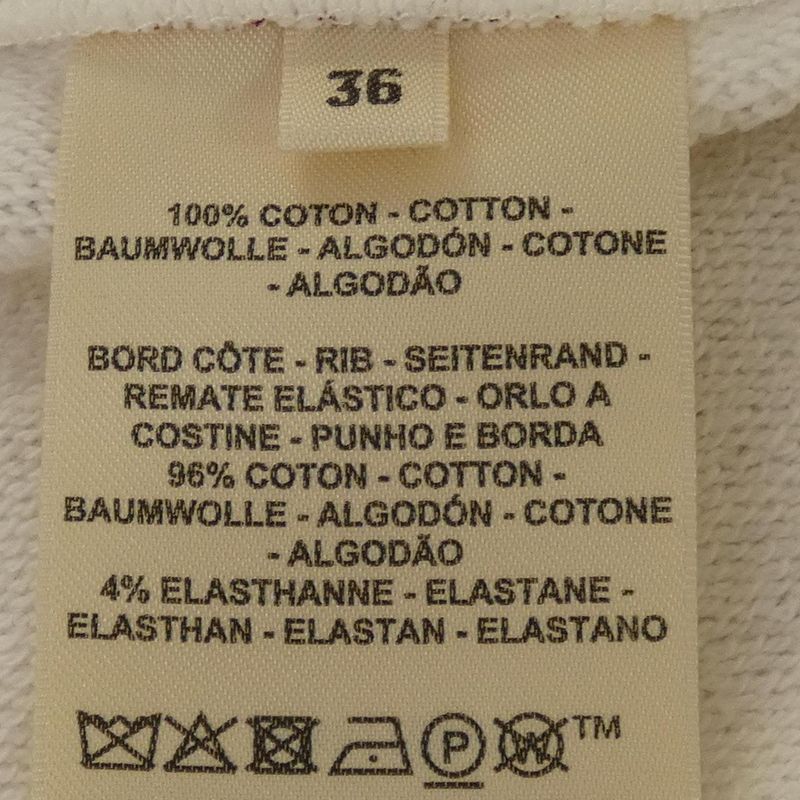 36
100% COTON - COTTON -
BAUMWOLLE - ALGODÓN - COTONE
- ALGODÃO
BORD CÔTE - RIB - SEITENRAND -
REMATE ELÁSTICO - ORLO A
COSTINE - PUNHO E BORDA
96% COTON - COTTON -
BAUMWOLLE - ALGODÓN - COTONE
- ALGODÃO
4% ELASTHANNE - ELASTANE -
ELASTHAN - ELASTAN - ELASTANO
P W TM